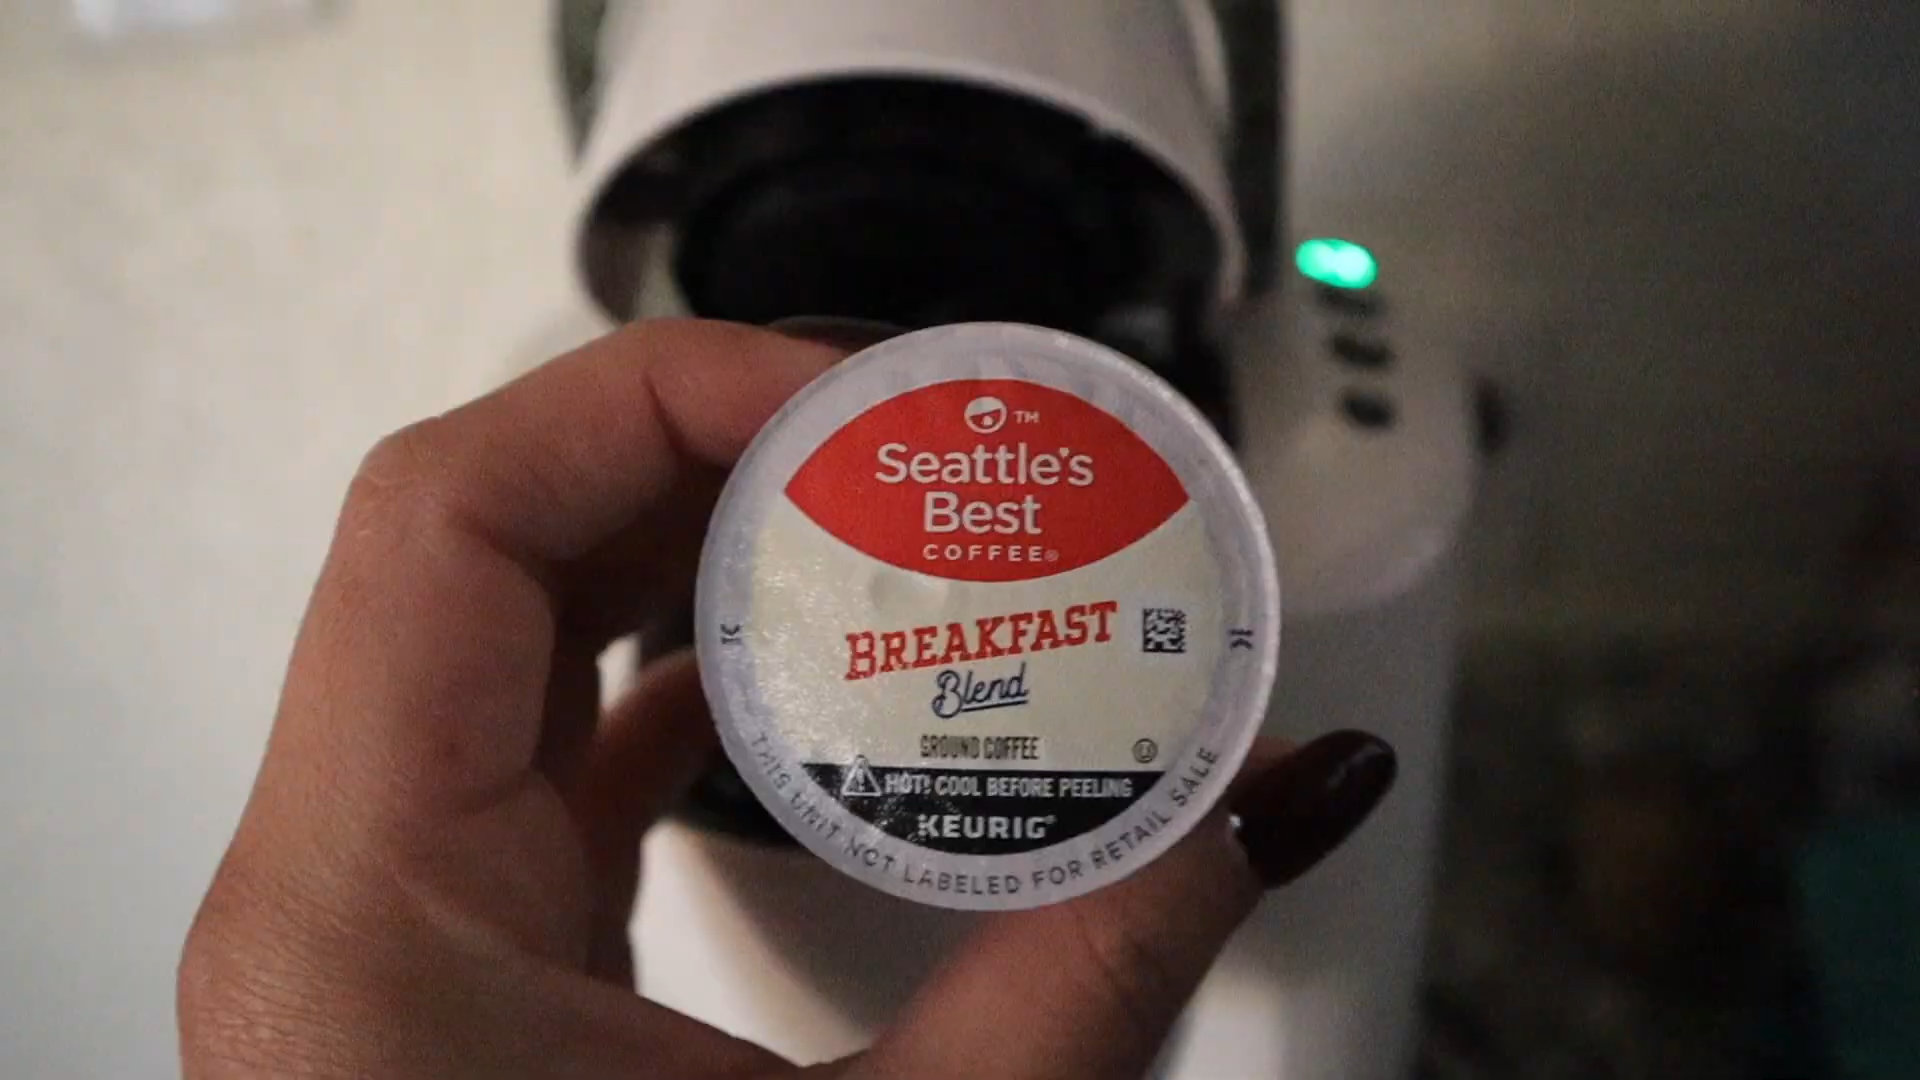 TM
Seattle's
Best
COFFEE®
BREAKFAST
Blend
GROUND COFFEE
HOT! COOL BEFORE PEELING
KEURIG®
THIS UNIT NOT LABELED FOR RETAIL SALE